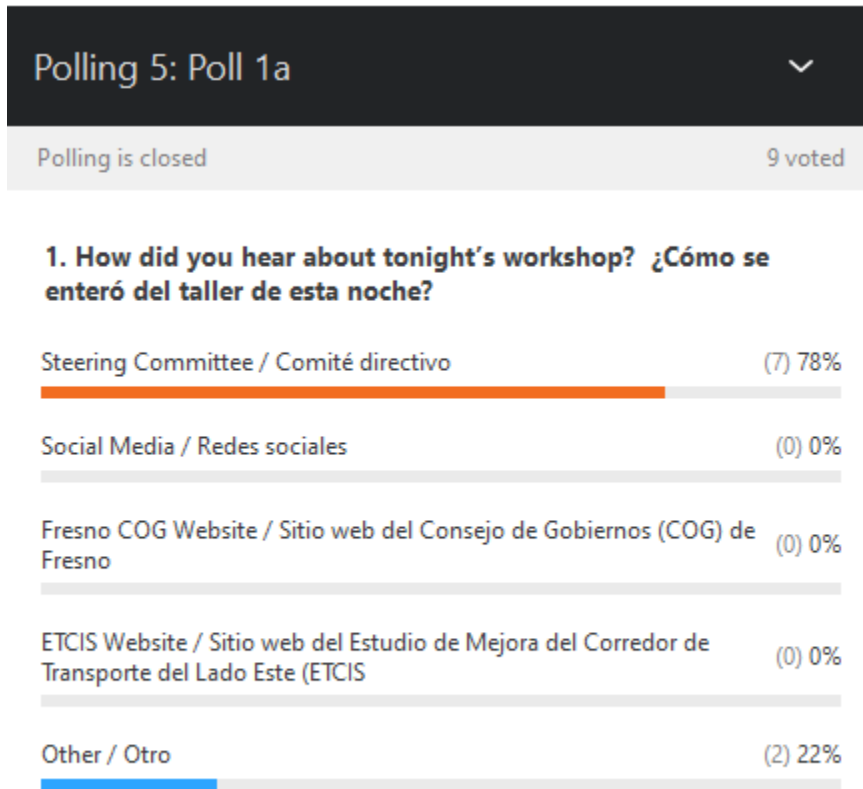 Polling 5: Poll 1a
Polling is closed 9 voted
1. How did you hear about tonight’s workshop? ¿Cómo se
enteró del taller de esta noche?
Steering Committee / Comité directivo (7) 78%
Social Media / Redes sociales (0) 0%
Fresno COG Website / Sitio web del Consejo de Gobiernos (COG) de
Fresno (0) 0%
ETCIS Website / Sitio web del Estudio de Mejora del Corredor de
Transporte del Lado Este (ETCIS (0) 0%
Other / Otro (2) 22%